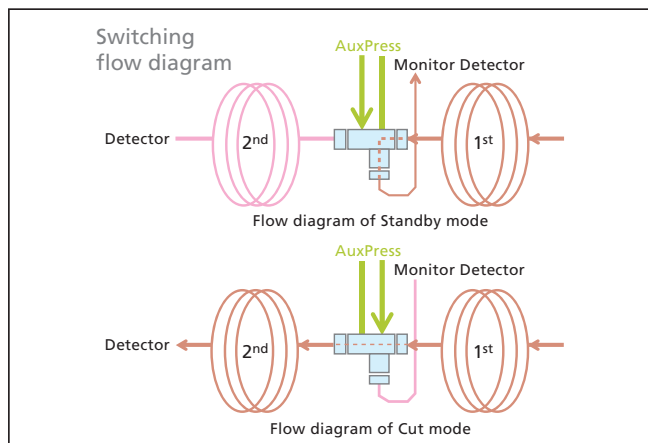 Switching
flow diagram
AuxPress
Monitor Detector
Detector
2nd
1st
Flow diagram of Standby mode
AuxPress
Monitor Detector
Detector
2nd
1st
Flow diagram of Cut mode